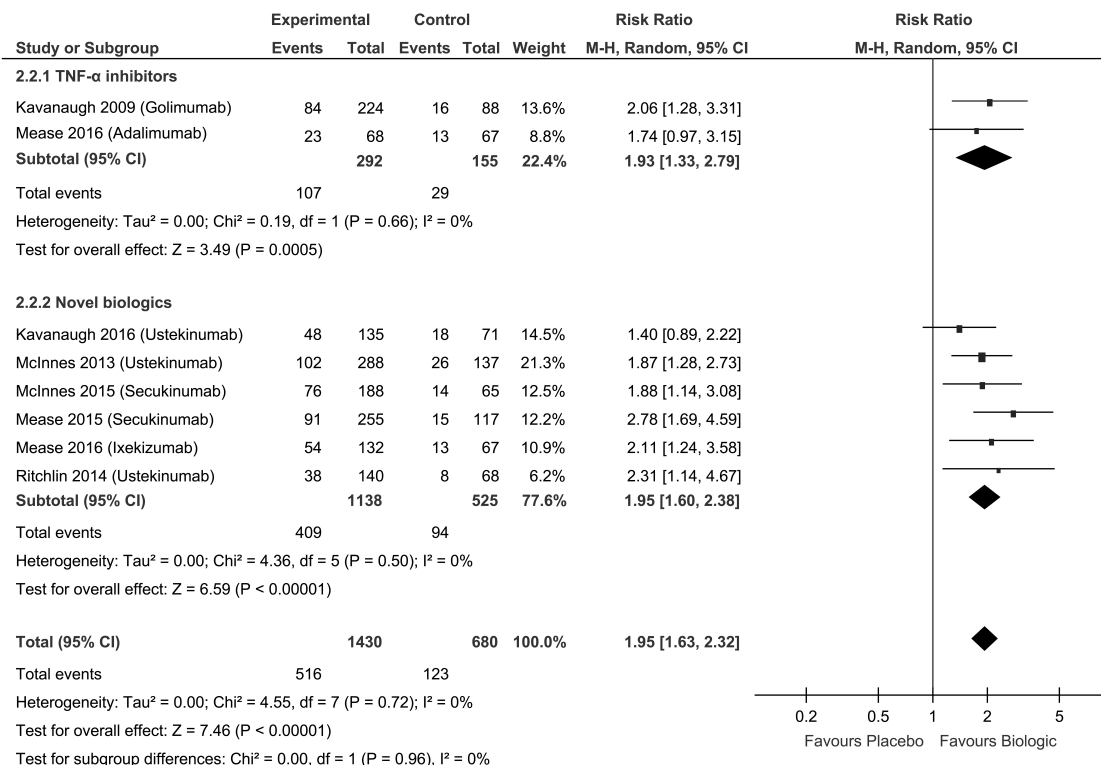 Experimental Control Risk Ratio Risk Ratio
Study or Subgroup Events Total Events Total Weight M-H, Random, 95% CI M-H, Random, 95% CI
2.2.1 TNF-α inhibitors
Kavanaugh 2009 (Golimumab) 84 224 16 88 13.6% 2.06 [1.28, 3.31]
Mease 2016 (Adalimumab) 23 68 13 67 8.8% 1.74 [0.97, 3.15]
Subtotal (95% CI) 292 155 22.4% 1.93 [1.33, 2.79]
Total events 107 29
Heterogeneity: Tau² = 0.00; Chi² = 0.19, df = 1 (P = 0.66); I² = 0%
Test for overall effect: Z = 3.49 (P = 0.0005)
2.2.2 Novel biologics
Kavanaugh 2016 (Ustekinumab) 48 135 18 71 14.5% 1.40 [0.89, 2.22]
McInnes 2013 (Ustekinumab) 102 288 26 137 21.3% 1.87 [1.28, 2.73]
McInnes 2015 (Secukinumab) 76 188 14 65 12.5% 1.88 [1.14, 3.08]
Mease 2015 (Secukinumab) 91 255 15 117 12.2% 2.78 [1.69, 4.59]
Mease 2016 (Ixekizumab) 54 132 13 67 10.9% 2.11 [1.24, 3.58]
Ritchlin 2014 (Ustekinumab) 38 140 8 68 6.2% 2.31 [1.14, 4.67]
Subtotal (95% CI) 1138 525 77.6% 1.95 [1.60, 2.38]
Total events 409 94
Heterogeneity: Tau² = 0.00; Chi² = 4.36, df = 5 (P = 0.50); I² = 0%
Test for overall effect: Z = 6.59 (P < 0.00001)
Total (95% CI) 1430 680 100.0% 1.95 [1.63, 2.32]
Total events 516 123
Heterogeneity: Tau² = 0.00; Chi² = 4.55, df = 7 (P = 0.72); I² = 0%
Test for overall effect: Z = 7.46 (P < 0.00001)
Test for subgroup differences: Chi² = 0.00, df = 1 (P = 0.96), I² = 0%
0.2 0.5 1 2 5
Favours Placebo Favours Biologic